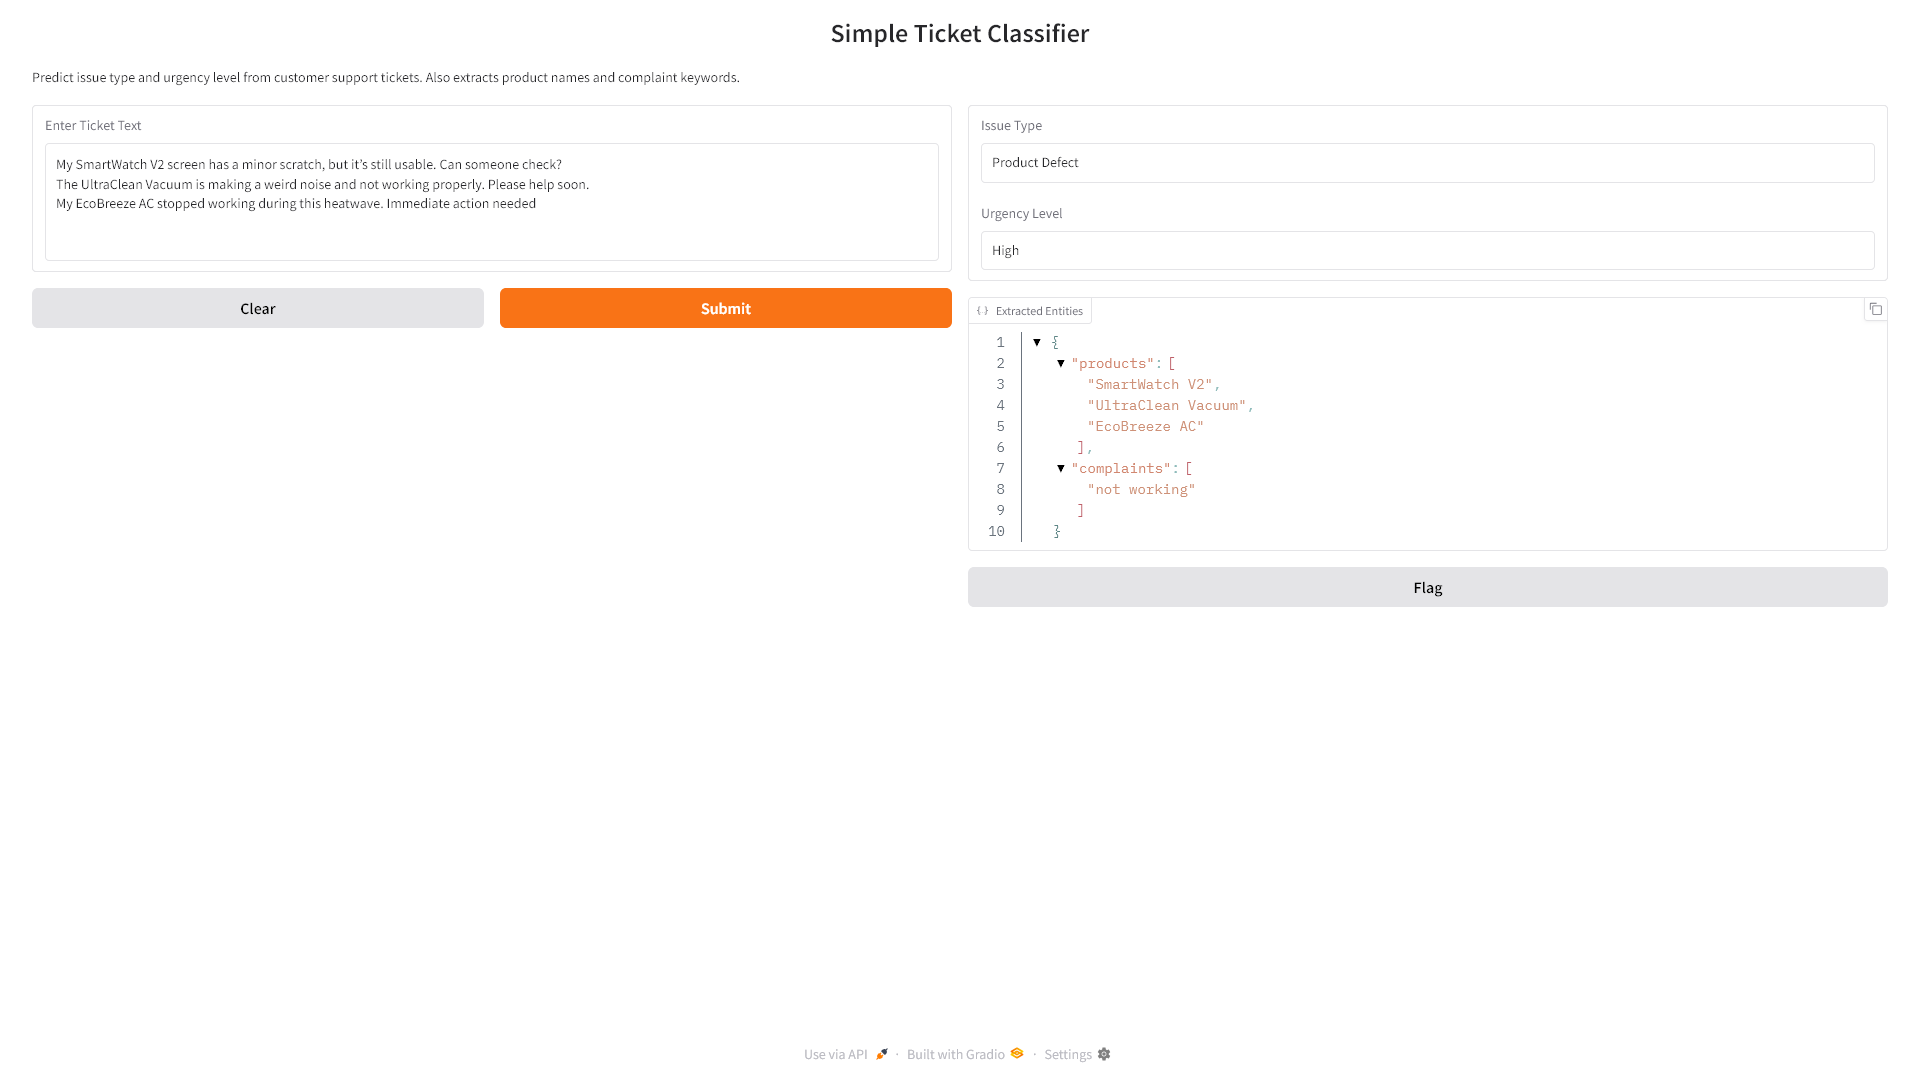 Simple Ticket Classifier
Predict issue type and urgency level from customer support tickets. Also extracts product names and complaint keywords.
Enter Ticket Text
My SmartWatch V2 screen has a minor scratch, but it’s still usable. Can someone check?
The UltraClean Vacuum is making a weird noise and not working properly. Please help soon.
My EcoBreeze AC stopped working during this heatwave. Immediate action needed
Clear
Submit
Issue Type
Product Defect
Urgency Level
High
{ } Extracted Entities
1 ▼ {
2 ▼ "products": [
3 "SmartWatch V2",
4 "UltraClean Vacuum",
5 "EcoBreeze AC"
6 ],
7 ▼ "complaints": [
8 "not working"
9 ]
10 }
Flag
Use via API · Built with Gradio · Settings